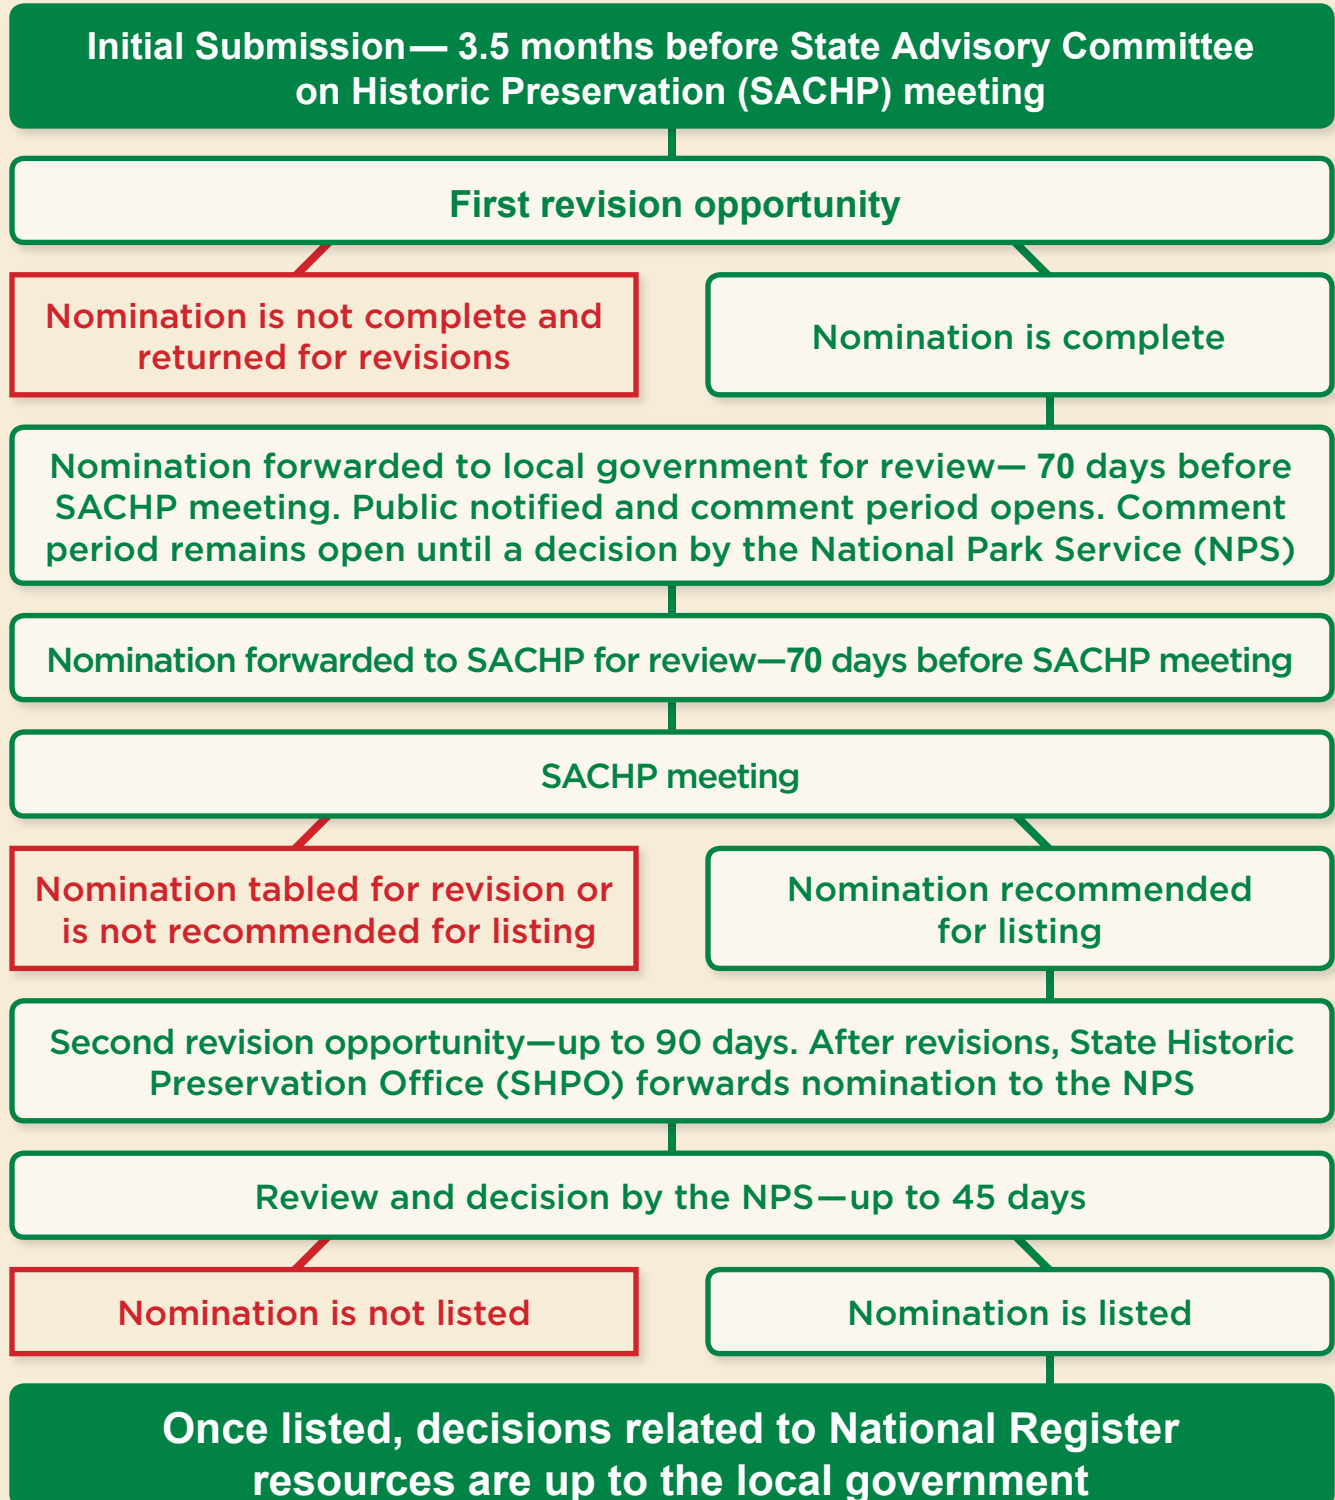 Initial Submission— 3.5 months before State Advisory Committee
on Historic Preservation (SACHP) meeting
First revision opportunity
Nomination is not complete and
returned for revisions
Nomination is complete
Nomination forwarded to local government for review— 70 days before
SACHP meeting. Public notified and comment period opens. Comment
period remains open until a decision by the National Park Service (NPS)
Nomination forwarded to SACHP for review—70 days before SACHP meeting
SACHP meeting
Nomination tabled for revision or
is not recommended for listing
Nomination recommended
for listing
Second revision opportunity—up to 90 days. After revisions, State Historic
Preservation Office (SHPO) forwards nomination to the NPS
Review and decision by the NPS—up to 45 days
Nomination is not listed
Nomination is listed
Once listed, decisions related to National Register
resources are up to the local government